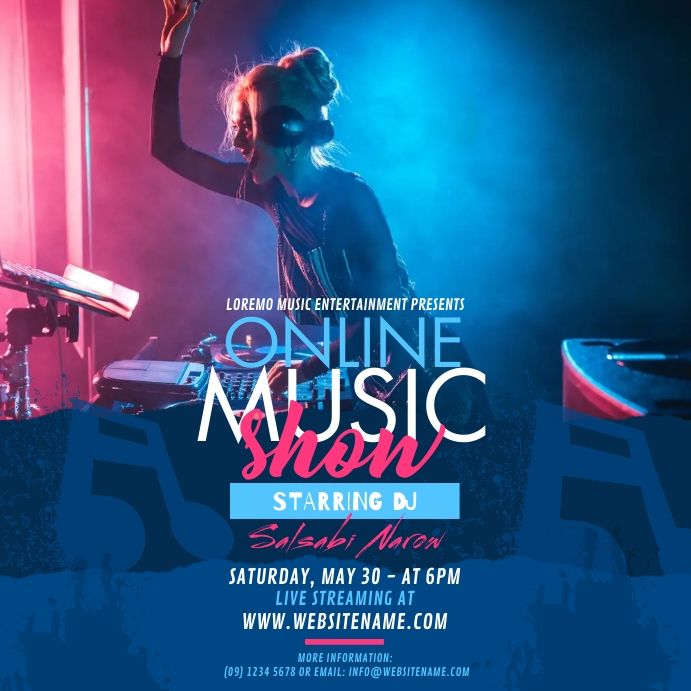 LOREMO MUSIC ENTERTAINMENT PRESENTS
ONLINE
MUSIC
Show
STARRING DJ
Salsabi Narow
SATURDAY, MAY 30 - AT 6PM
LIVE STREAMING AT
WWW.WEBSITENAME.COM
MORE INFORMATION:
(09) 1234 5678 OR EMAIL: INFO@WEBSITENAME.COM